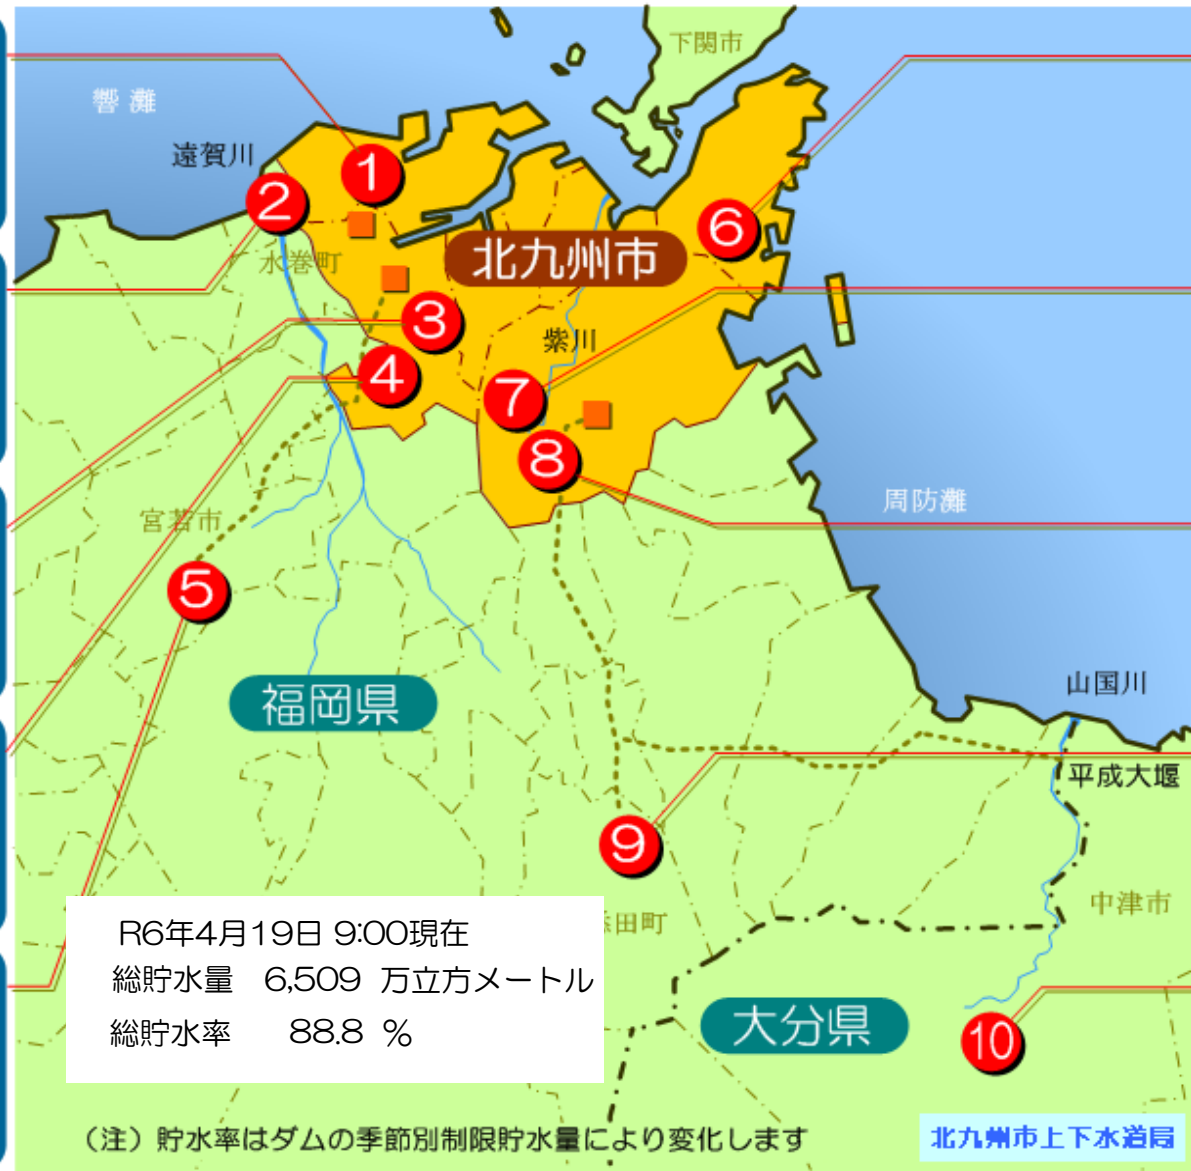 下関市
響灘
遠賀川
1
2
6
水巻町
北九州市
3
紫川
4
7
8
周防灘
宮若市
5
山国川
福岡県
平成大堰
9
中津市
R6年4月19日 9:00現在
田町
総貯水量 6,509 万立方メートル
大分県
総貯水率 88.8 %
10
（注）貯水率はダムの季節別制限貯水量により変化します
北九州市上下水道局